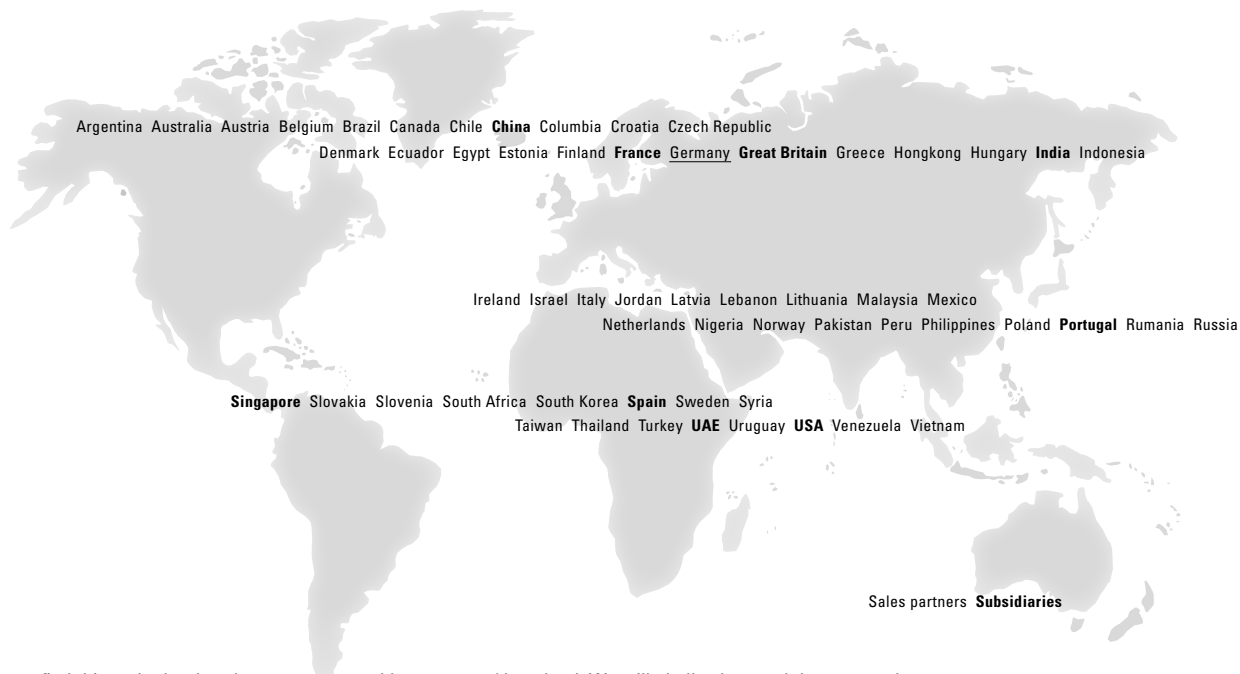 Argentina Australia Austria Belgium Brazil Canada Chile China Columbia Croatia Czech Republic
Denmark Ecuador Egypt Estonia Finland France Germany Great Britain Greece Hongkong Hungary India Indonesia
Ireland Israel Italy Jordan Latvia Lebanon Lithuania Malaysia Mexico
Netherlands Nigeria Norway Pakistan Peru Philippines Poland Portugal Rumania Russia
Singapore Slovakia Slovenia South Africa South Korea Spain Sweden Syria
Taiwan Thailand Turkey UAE Uruguay USA Venezuela Vietnam
Sales partners Subsidiaries